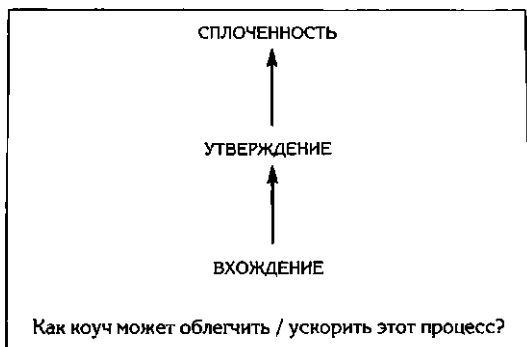 СПЛОЧЕННОСТЬ
УТВЕРЖДЕНИЕ
ВХОЖДЕНИЕ
Как коуч может облегчить / ускорить этот процесс?